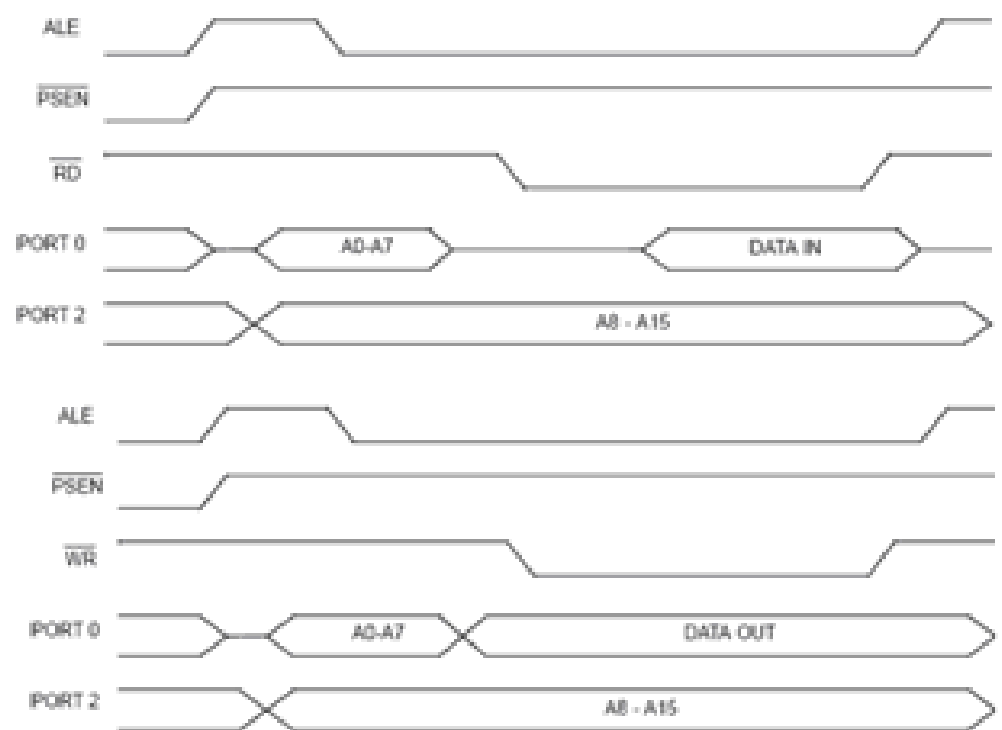 ALE
PSEN
RD
PORT 0 A0-A7 DATA IN
PORT 2 A8 - A15
ALE
PSEN
WR
PORT 0 A0-A7 DATA OUT
PORT 2 A8 - A15